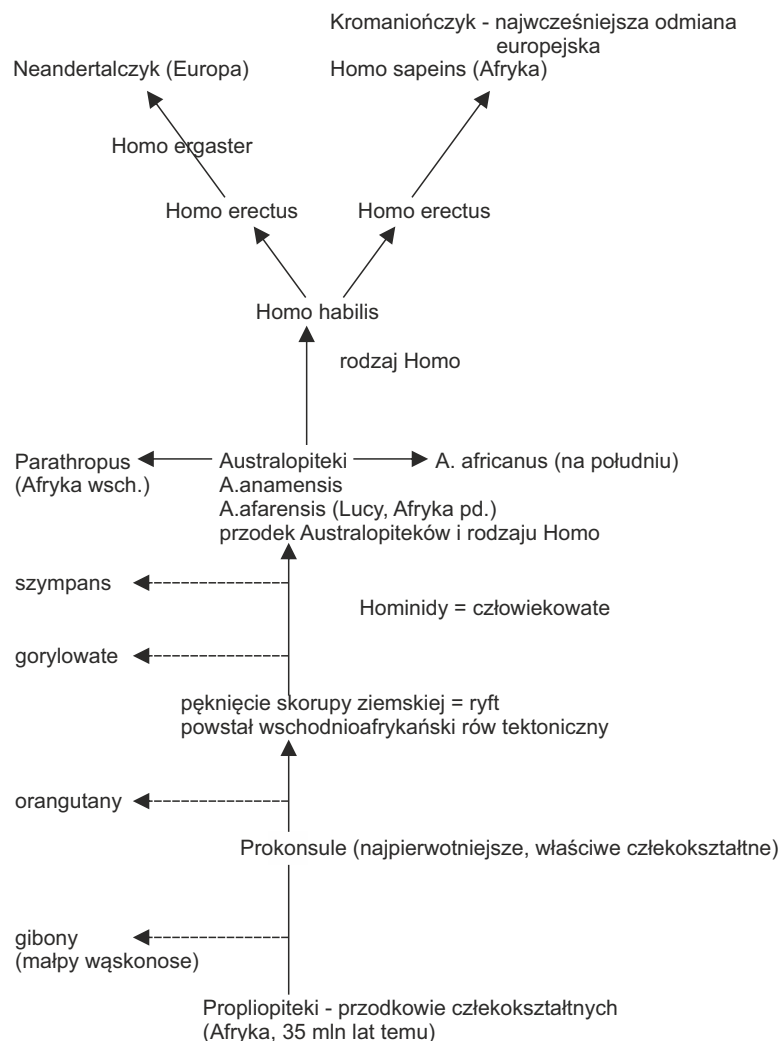 Kromaniończyk - najwcześniejsza odmiana
europejska
Neandertalczyk (Europa)
Homo sapeins (Afryka)
Homo ergaster
Homo erectus
Homo erectus
Homo habilis
rodzaj Homo
Parathropus
(Afryka wsch.)
Australopiteki
A.anamensis
A.afarensis (Lucy, Afryka pd.)
przodek Australopiteków i rodzaju Homo
A. africanus (na południu)
szympans
Hominidy = człowiekowate
gorylowate
pęknięcie skorupy ziemskiej = ryft
powstał wschodnioafrykański rów tektoniczny
orangutany
Prokonsule (najpierwotniejsze, właściwe człekokształtne)
gibony
(małpy wąskonose)
Propliopiteki - przodkowie człekokształtnych
(Afryka, 35 mln lat temu)